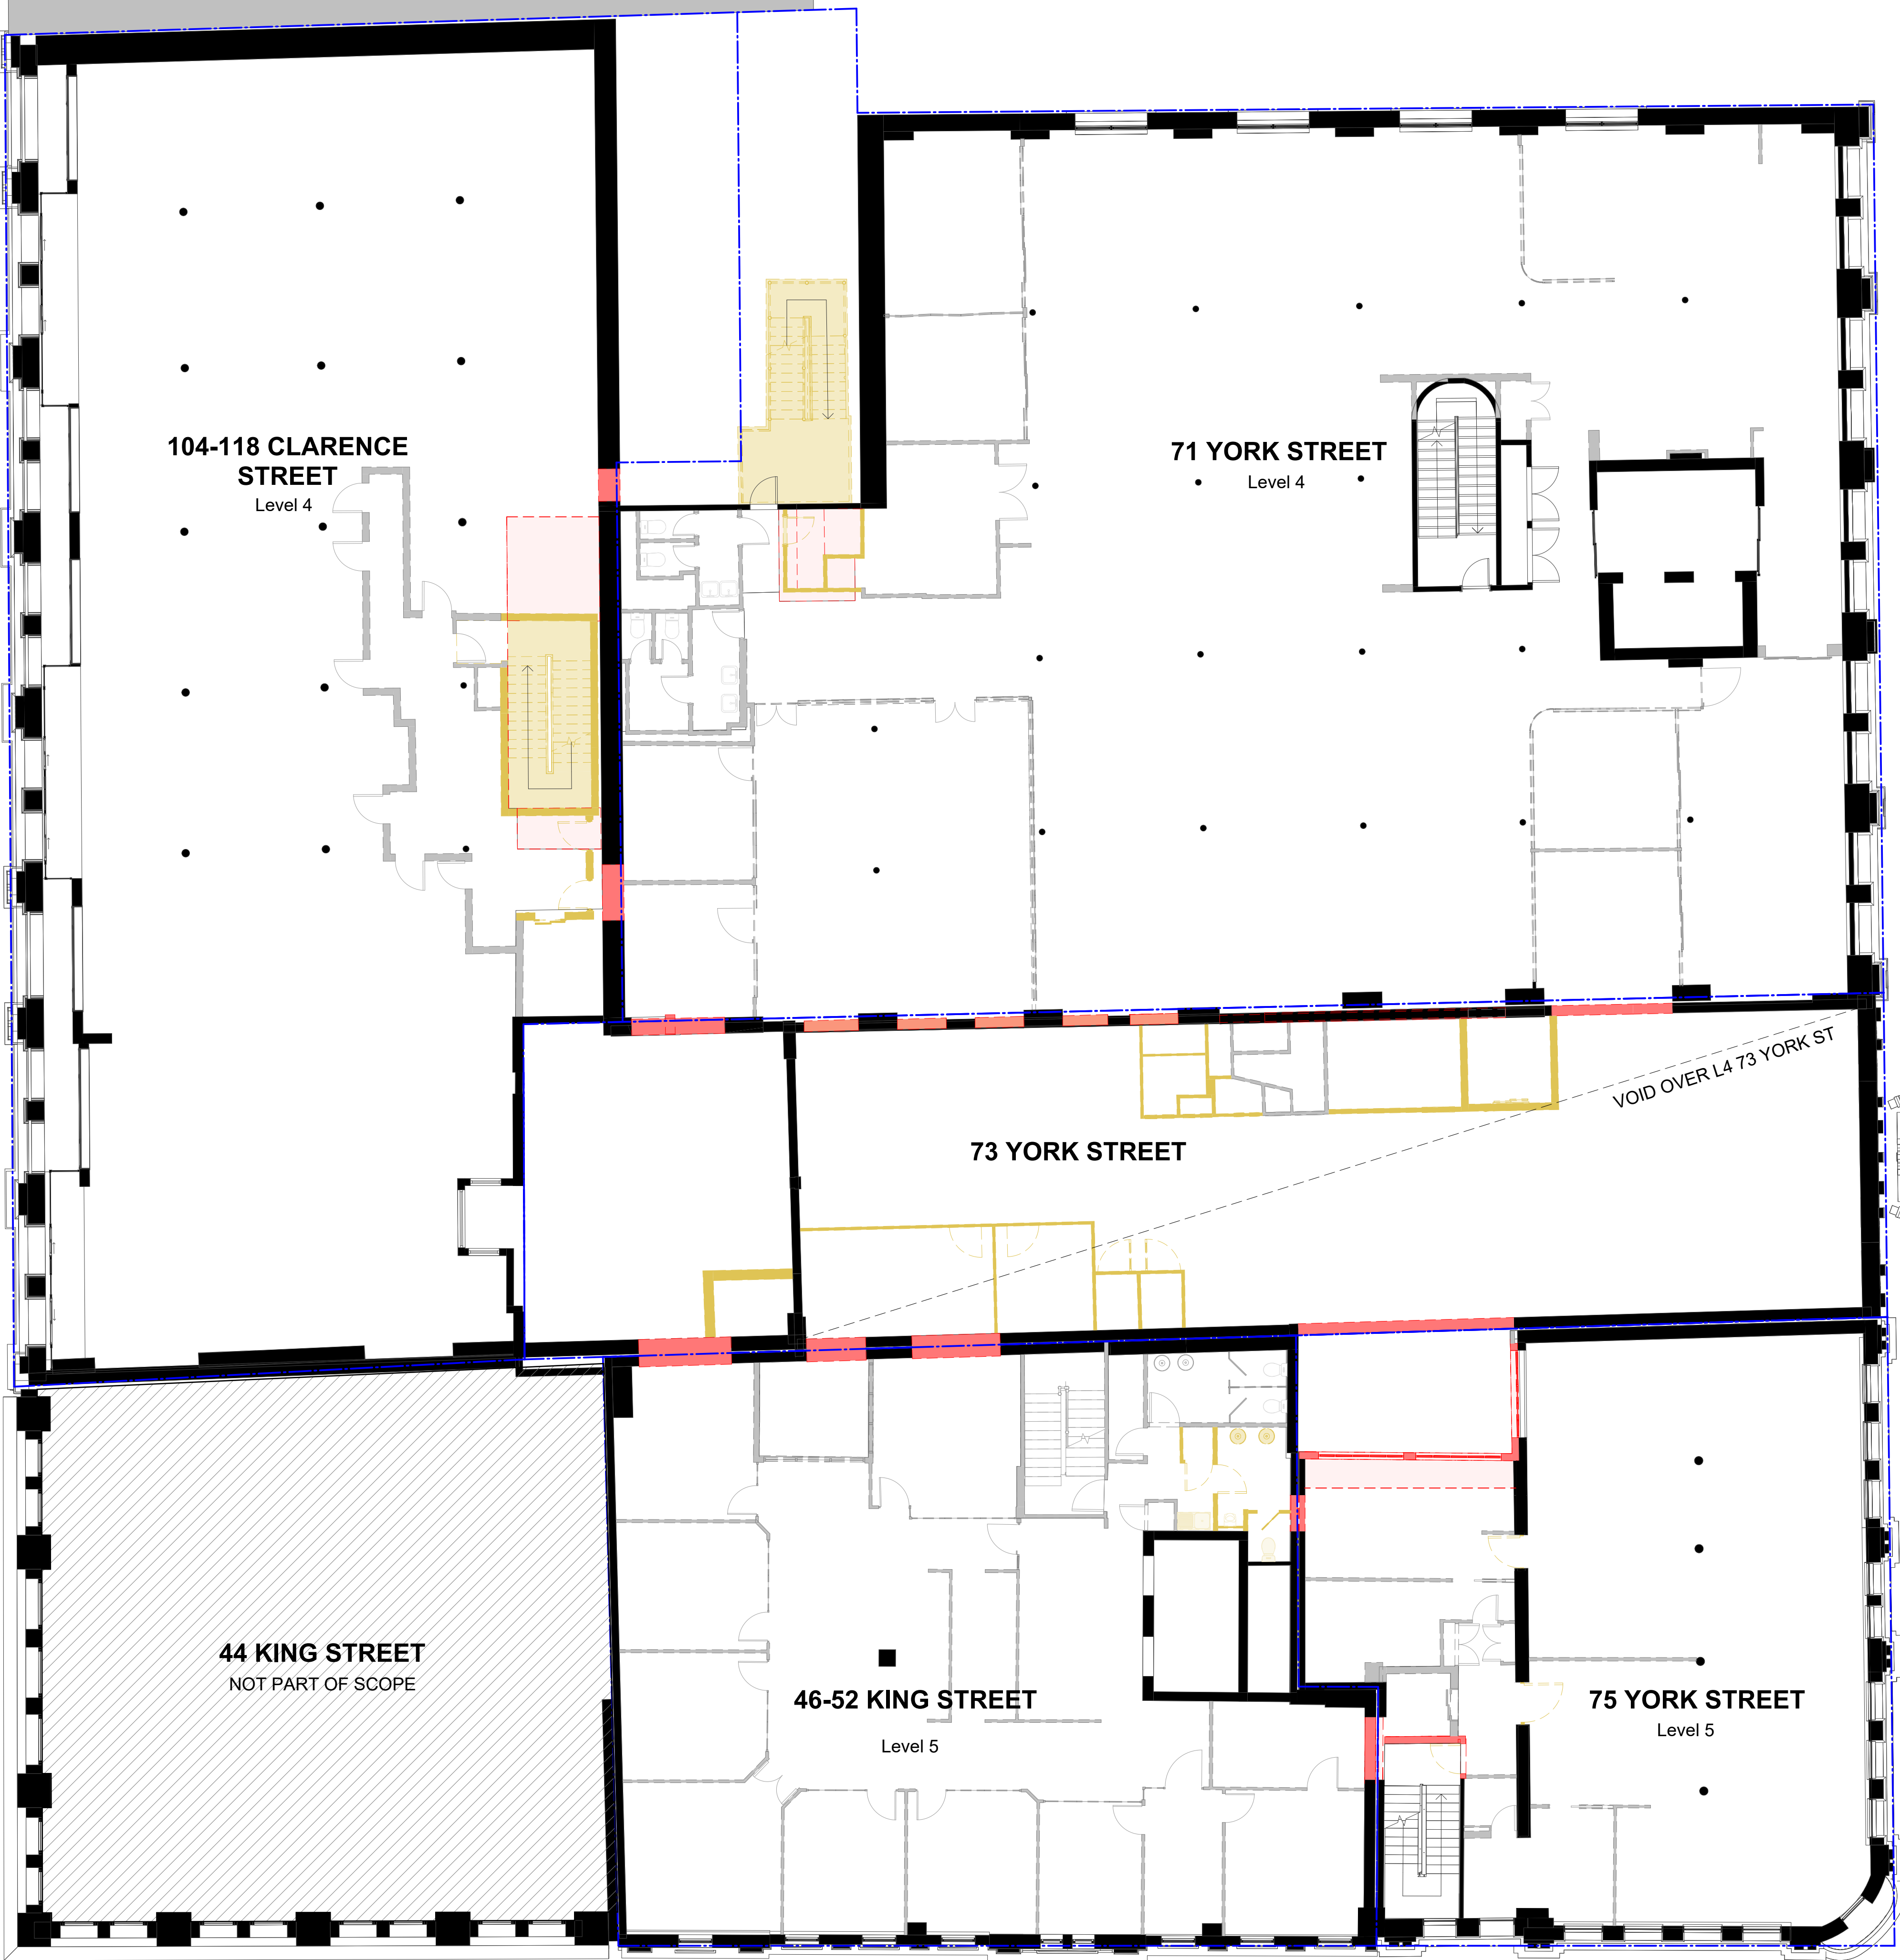 104-118 CLARENCE
STREET
Level 4
71 YORK STREET
Level 4
VOID OVER L4 73 YORK ST
73 YORK STREET
44 KING STREET
NOT PART OF SCOPE
46-52 KING STREET
Level 5
75 YORK STREET
Level 5